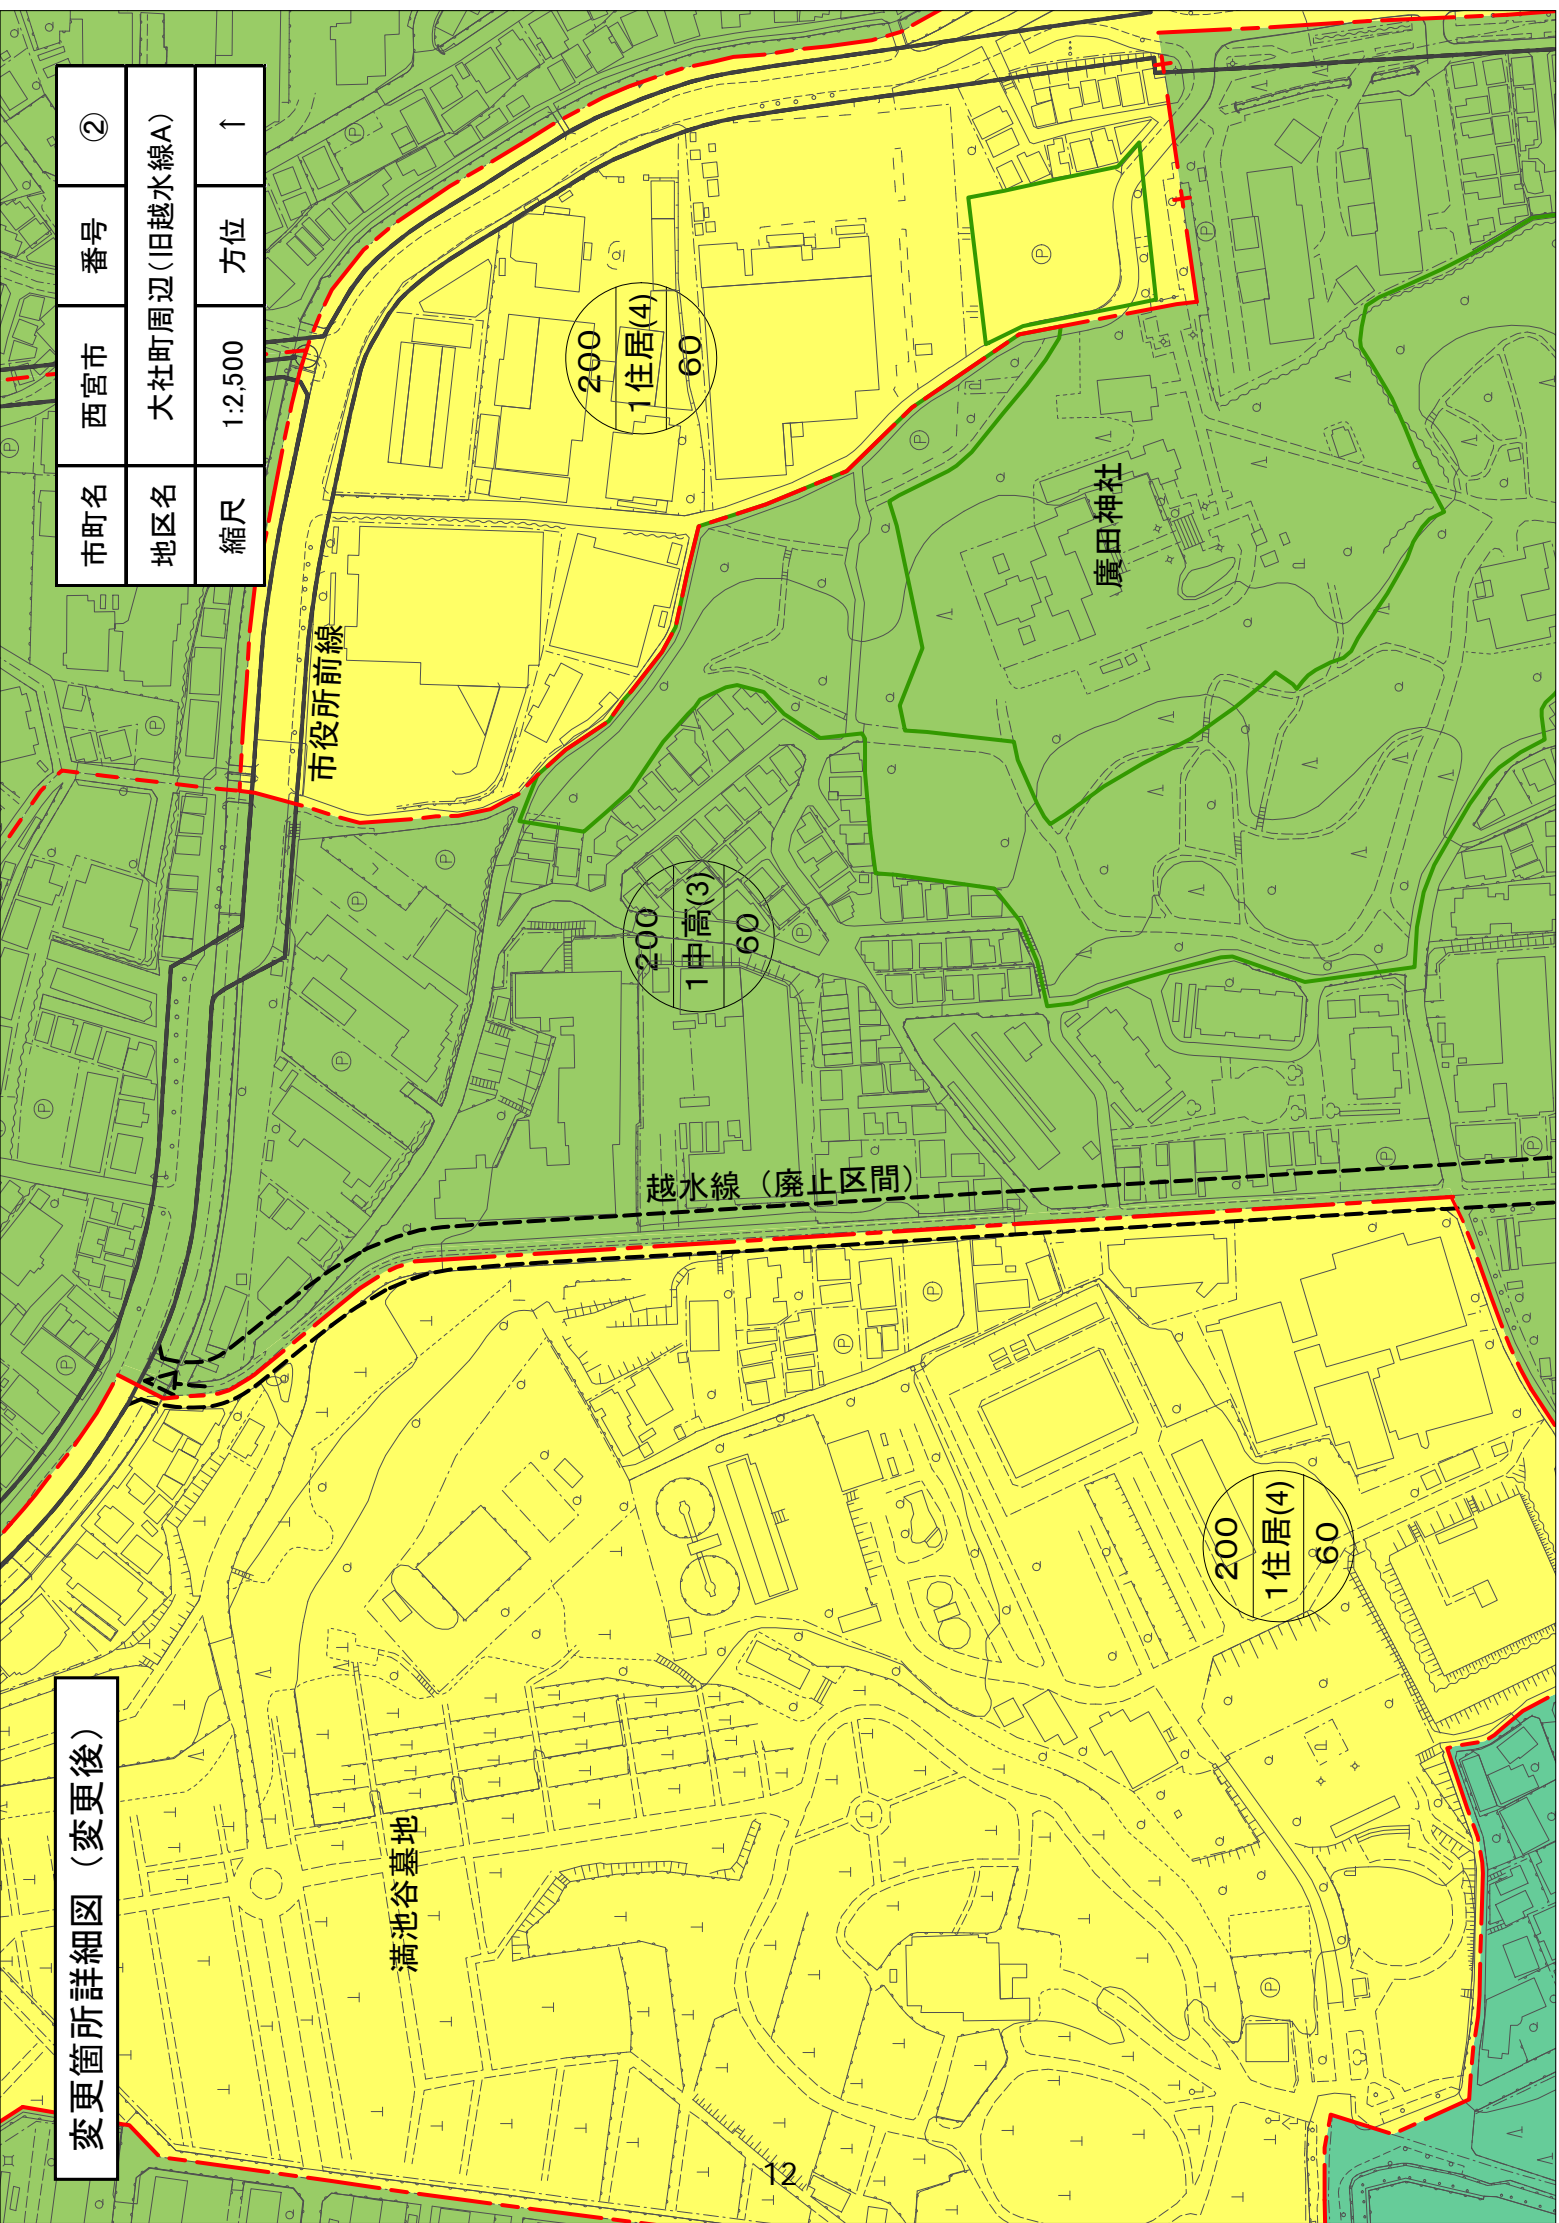 変更箇所詳細図（変更後）
市町名 西宮市 番号 ②
地区名 大社町周辺(旧越水線A)
縮尺 1:2,500 方位 ↑
市役所前線
200
1住居(4)
60
廣田神社
200
1中高(3)
60
越水線（廃止区間）
満池谷墓地
200
1住居(4)
60
12